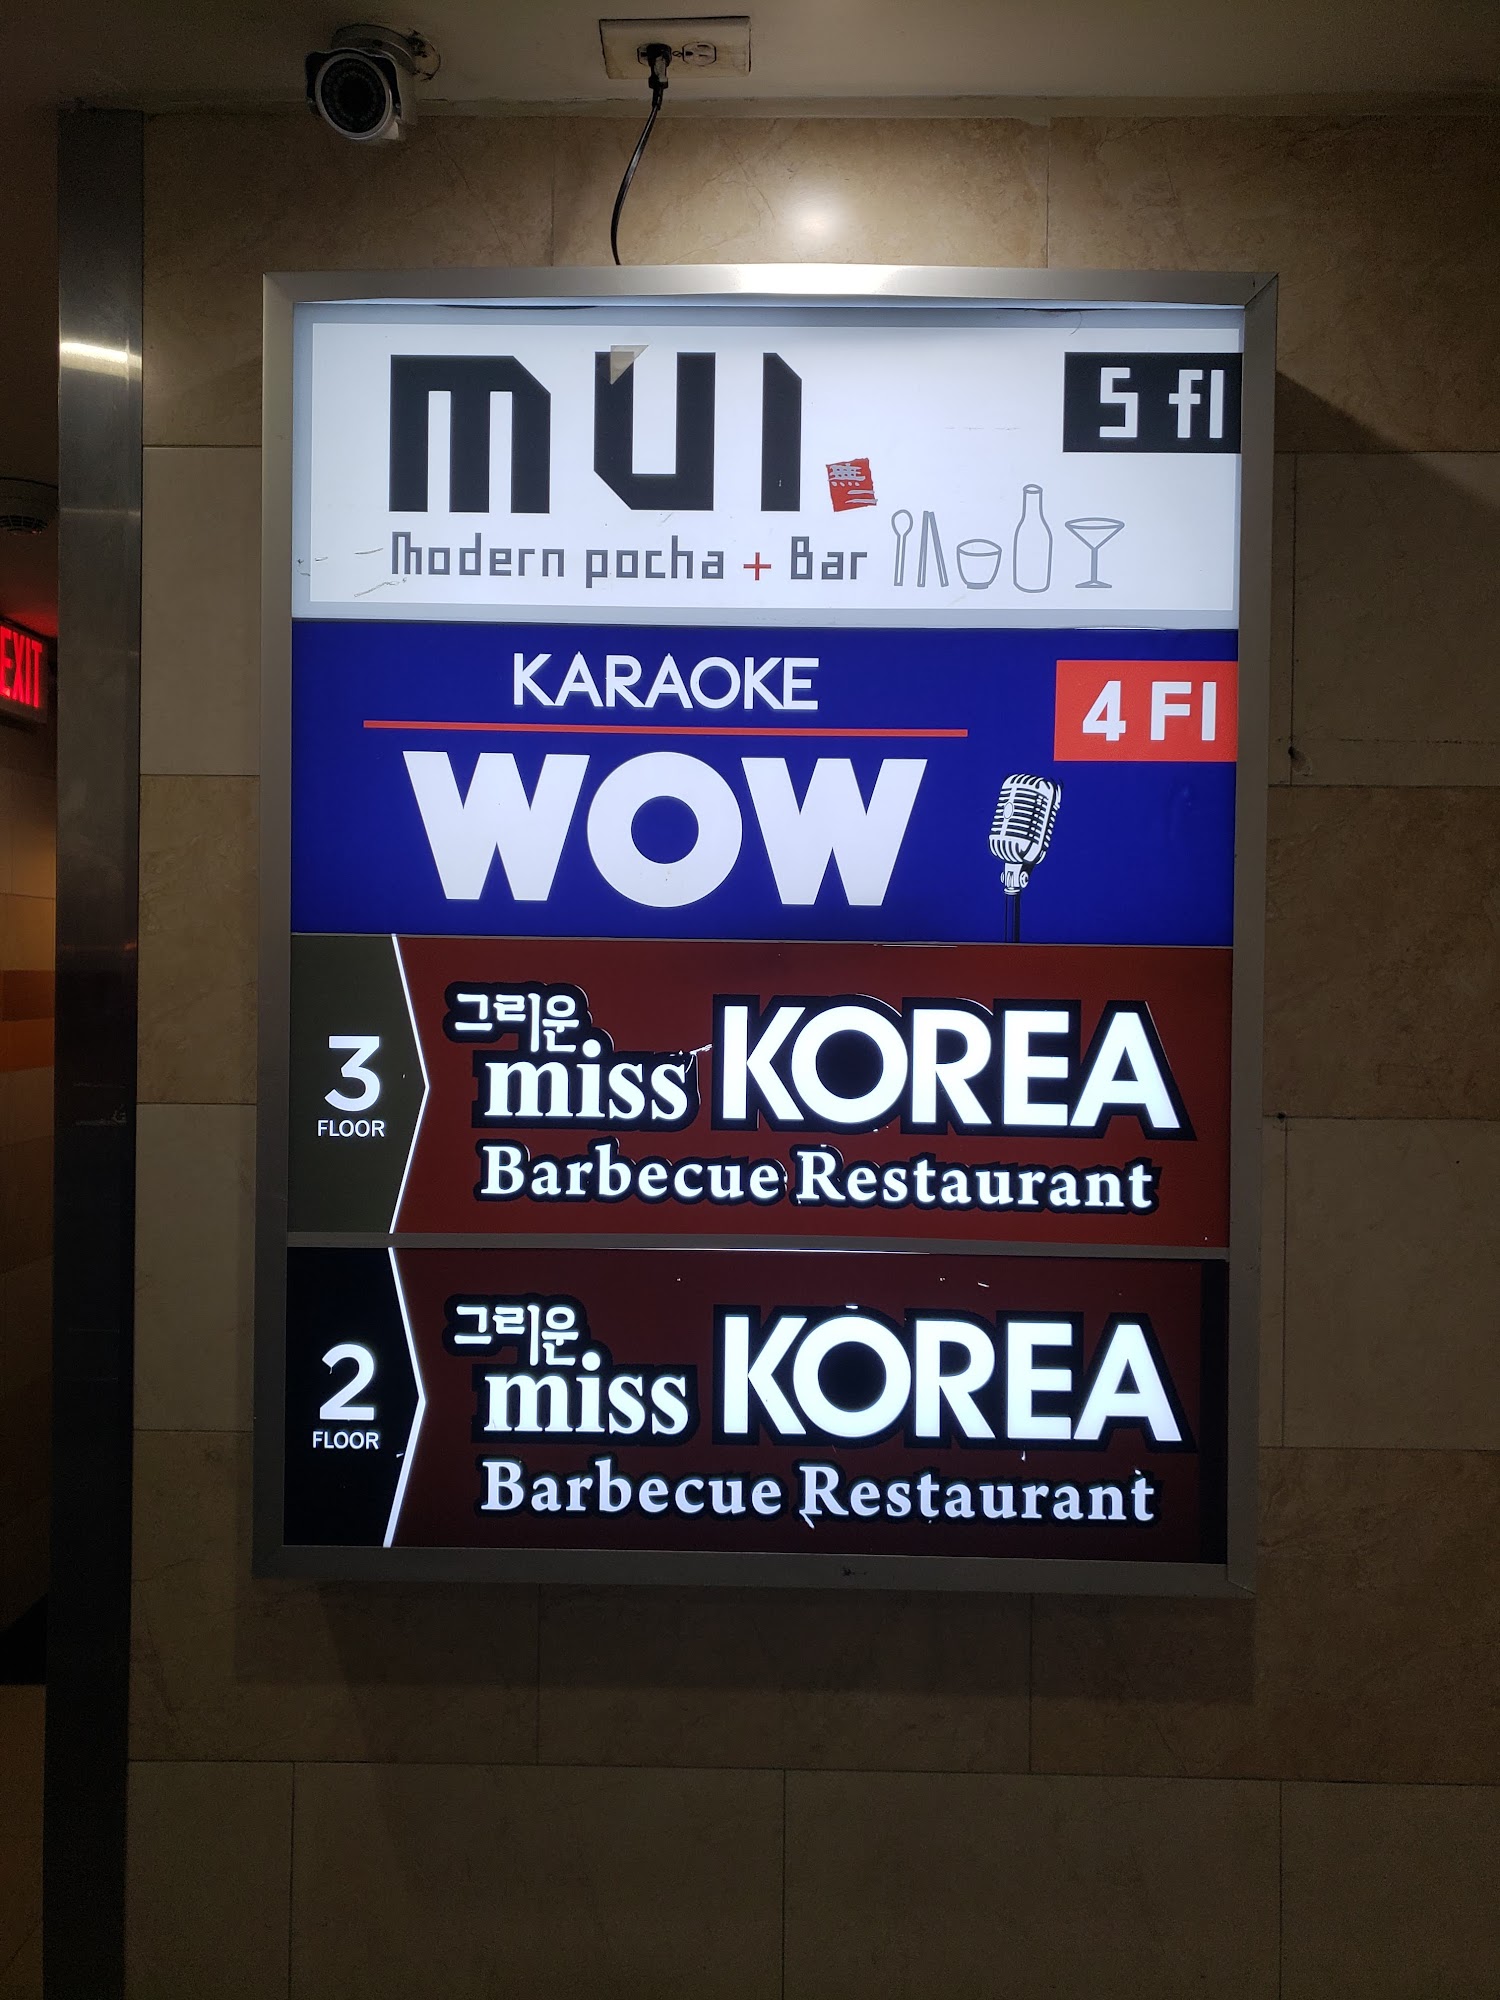 MUI
無
5 fl
Modern pocha + Bar
KARAOKE
4 Fl
WOW
EXIT
3
FLOOR
그리운
miss KOREA
Barbecue Restaurant
2
FLOOR
그리운
miss KOREA
Barbecue Restaurant